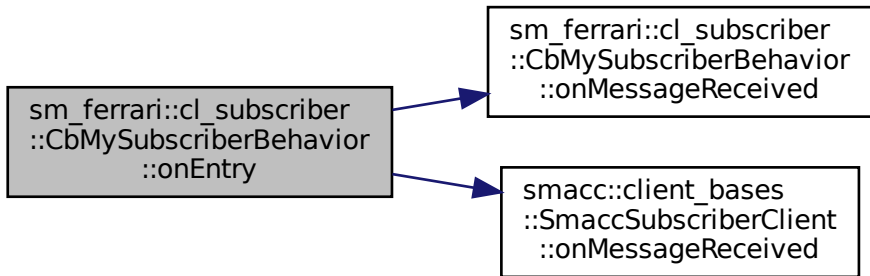 sm_ferrari::cl_subscriber
::CbMySubscriberBehavior
::onEntry
sm_ferrari::cl_subscriber
::CbMySubscriberBehavior
::onMessageReceived
smacc::client_bases
::SmaccSubscriberClient
::onMessageReceived